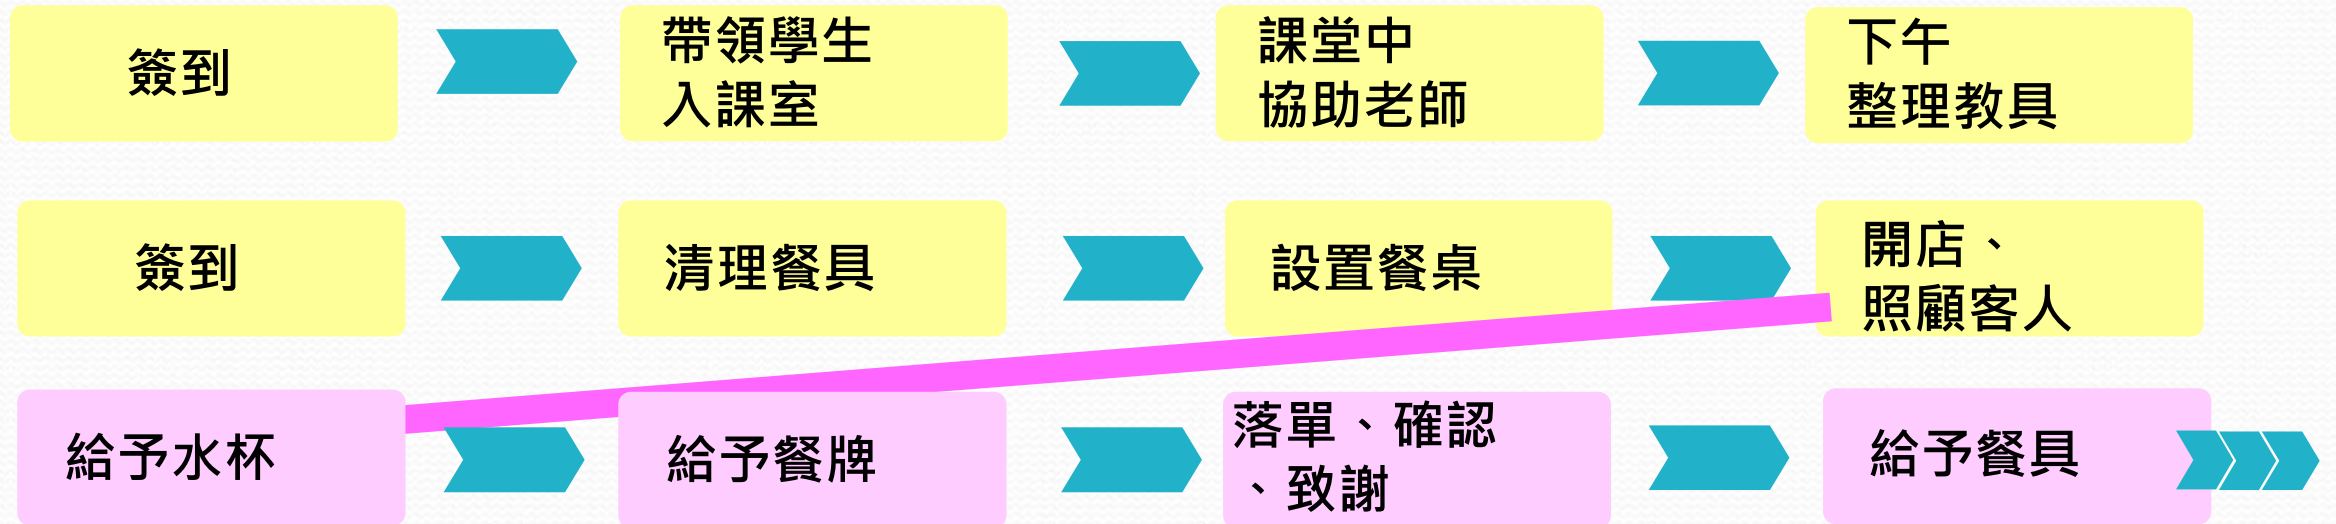 簽到
帶領學生
入課室
課堂中
協助老師
下午
整理教具
簽到
清理餐具
設置餐桌
開店、
照顧客人
給予水杯
給予餐牌
落單、確認
、致謝
給予餐具